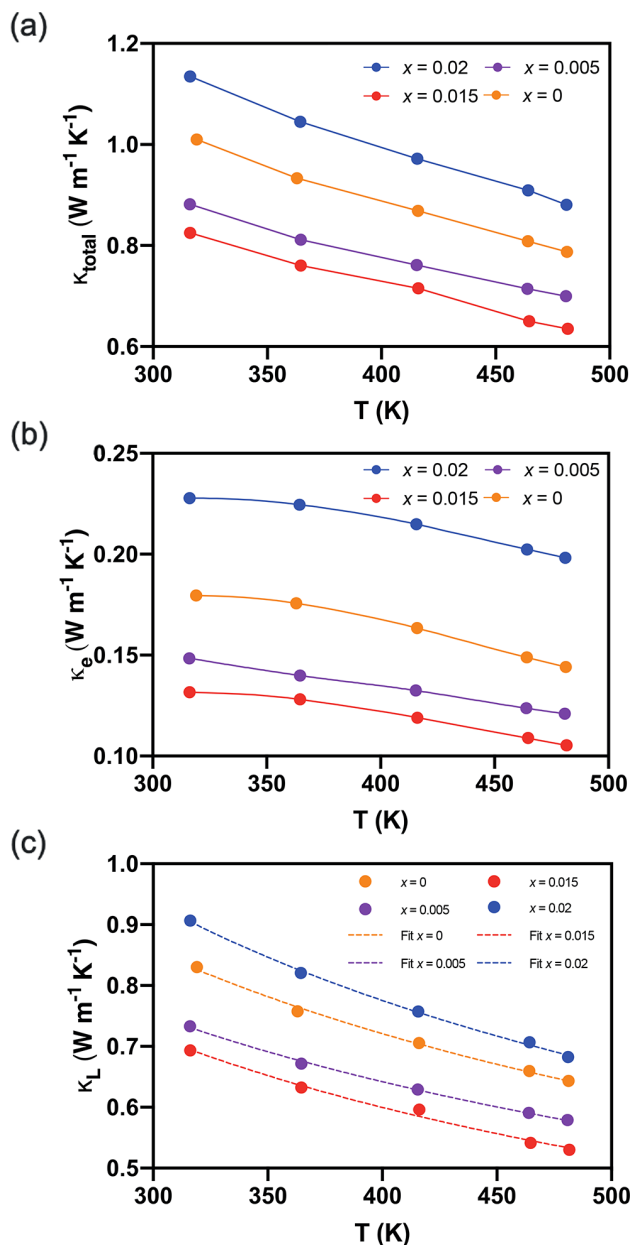 (a)
1.2
1.0
0.8
0.6
κtotal (W m⁻¹ K⁻¹)
x = 0.02 x = 0.005
x = 0.015 x = 0
300 350 400 450 500
T (K)
(b)
0.25
0.20
0.15
0.10
κe (W m⁻¹ K⁻¹)
x = 0.02 x = 0.005
x = 0.015 x = 0
300 350 400 450 500
T (K)
(c)
1.0
0.9
0.8
0.7
0.6
0.5
κL (W m⁻¹ K⁻¹)
x = 0 x = 0.015
x = 0.005 x = 0.02
Fit x = 0 Fit x = 0.015
Fit x = 0.005 Fit x = 0.02
300 350 400 450 500
T (K)